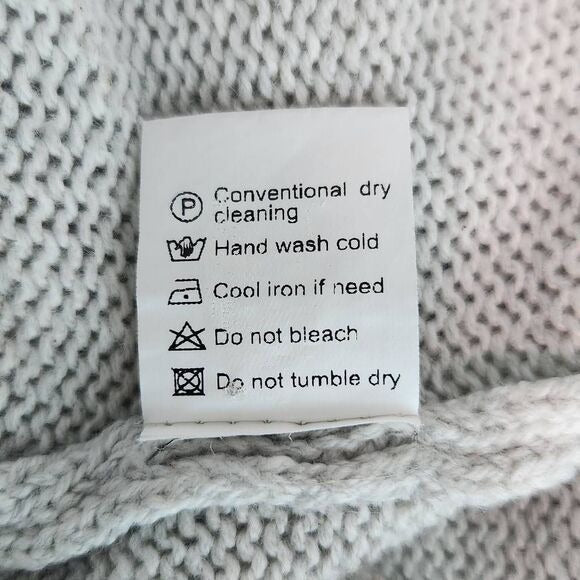 P Conventional dry
cleaning
Hand wash cold
Cool iron if need
Do not bleach
Do not tumble dry